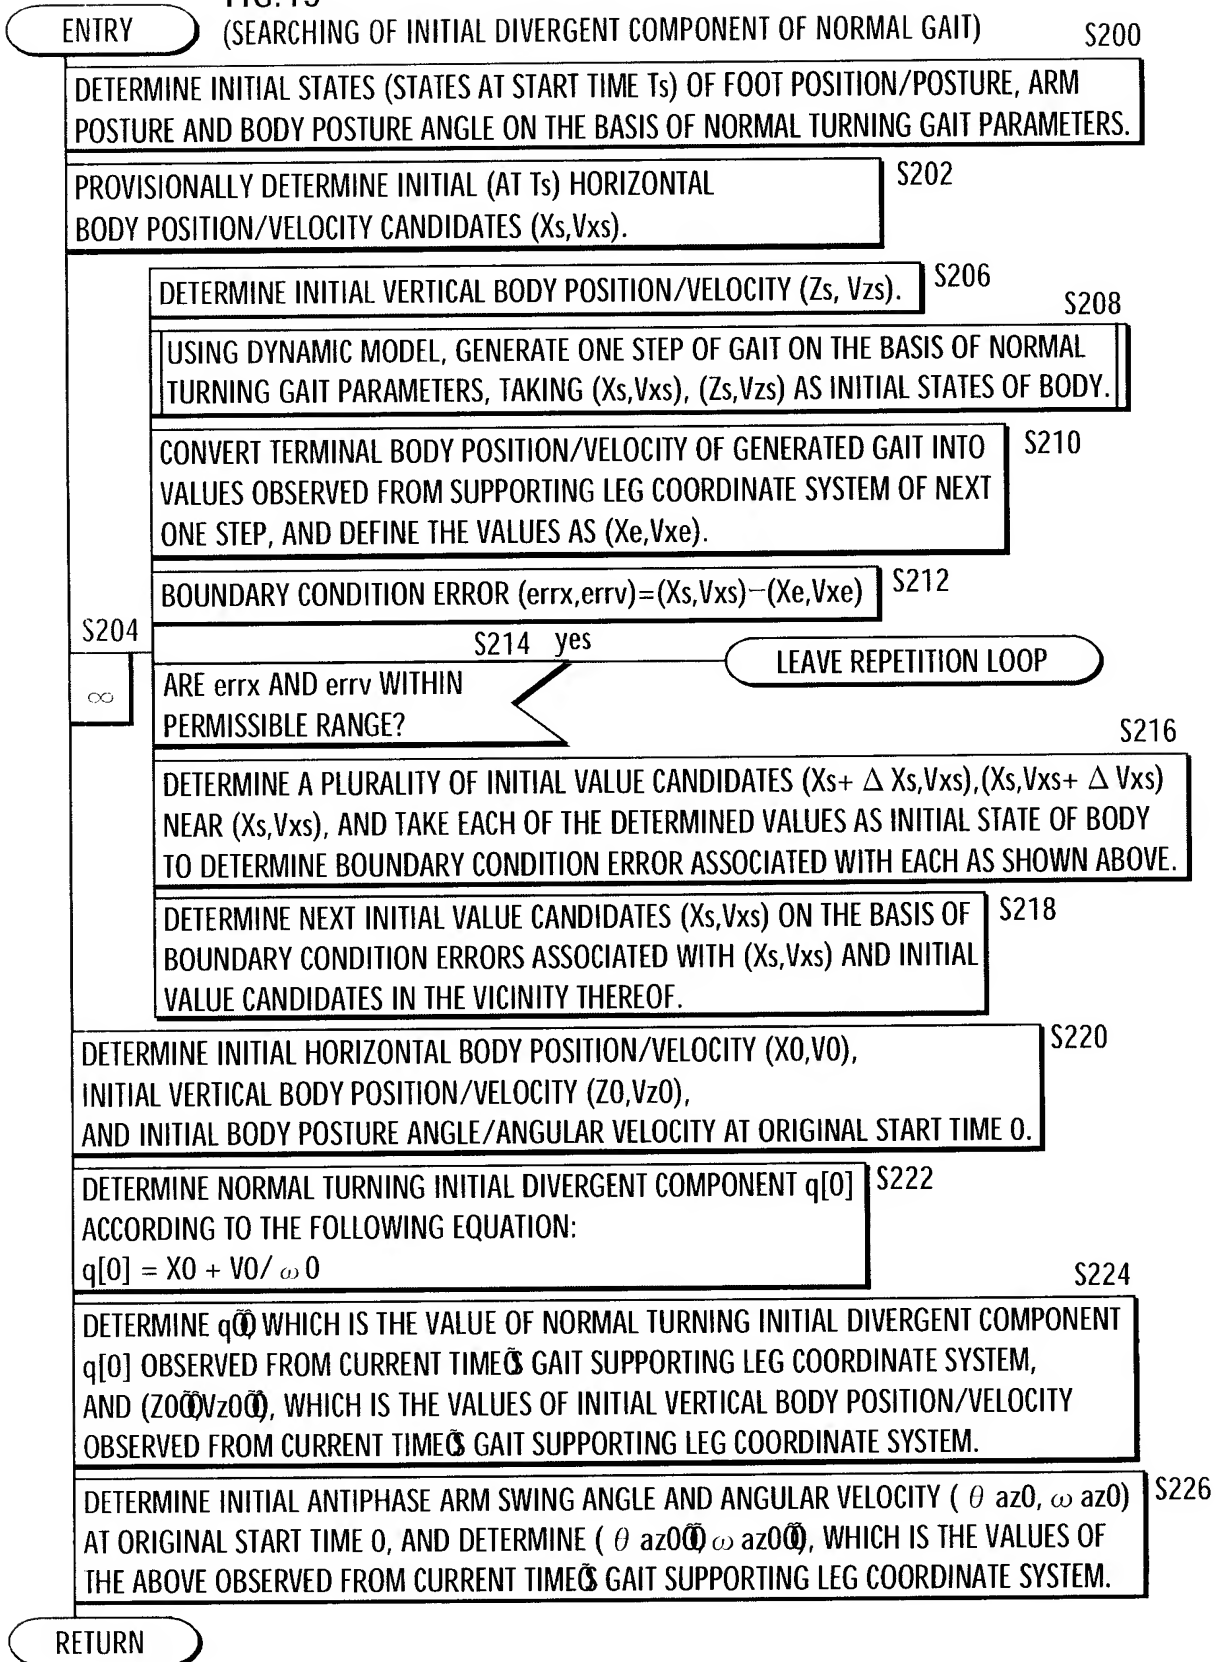 ENTRY
(SEARCHING OF INITIAL DIVERGENT COMPONENT OF NORMAL GAIT)
S200
DETERMINE INITIAL STATES (STATES AT START TIME Ts) OF FOOT POSITION/POSTURE, ARM
POSTURE AND BODY POSTURE ANGLE ON THE BASIS OF NORMAL TURNING GAIT PARAMETERS.
S202
PROVISIONALLY DETERMINE INITIAL (AT Ts) HORIZONTAL
BODY POSITION/VELOCITY CANDIDATES (Xs,Vxs).
DETERMINE INITIAL VERTICAL BODY POSITION/VELOCITY (Zs, Vzs).
S206
S208
USING DYNAMIC MODEL, GENERATE ONE STEP OF GAIT ON THE BASIS OF NORMAL
TURNING GAIT PARAMETERS, TAKING (Xs,Vxs), (Zs,Vzs) AS INITIAL STATES OF BODY.
CONVERT TERMINAL BODY POSITION/VELOCITY OF GENERATED GAIT INTO
S210
VALUES OBSERVED FROM SUPPORTING LEG COORDINATE SYSTEM OF NEXT
ONE STEP, AND DEFINE THE VALUES AS (Xe,Vxe).
BOUNDARY CONDITION ERROR (errx,errv)=(Xs,Vxs)−(Xe,Vxe)
S212
S204
∞
S214 yes
LEAVE REPETITION LOOP
ARE errx AND errv WITHIN
PERMISSIBLE RANGE?
S216
DETERMINE A PLURALITY OF INITIAL VALUE CANDIDATES (Xs+ Δ Xs,Vxs),(Xs,Vxs+ Δ Vxs)
NEAR (Xs,Vxs), AND TAKE EACH OF THE DETERMINED VALUES AS INITIAL STATE OF BODY
TO DETERMINE BOUNDARY CONDITION ERROR ASSOCIATED WITH EACH AS SHOWN ABOVE.
DETERMINE NEXT INITIAL VALUE CANDIDATES (Xs,Vxs) ON THE BASIS OF
S218
BOUNDARY CONDITION ERRORS ASSOCIATED WITH (Xs,Vxs) AND INITIAL
VALUE CANDIDATES IN THE VICINITY THEREOF.
S220
DETERMINE INITIAL HORIZONTAL BODY POSITION/VELOCITY (X0,V0),
INITIAL VERTICAL BODY POSITION/VELOCITY (Z0,Vz0),
AND INITIAL BODY POSTURE ANGLE/ANGULAR VELOCITY AT ORIGINAL START TIME 0.
DETERMINE NORMAL TURNING INITIAL DIVERGENT COMPONENT q[0]
S222
ACCORDING TO THE FOLLOWING EQUATION:
q[0] = X0 + V0/ ω 0
S224
DETERMINE WHICH IS THE VALUE OF NORMAL TURNING INITIAL DIVERGENT COMPONENT
q[0] OBSERVED FROM CURRENT GAIT SUPPORTING LEG COORDINATE SYSTEM,
AND WHICH IS THE VALUES OF INITIAL VERTICAL BODY POSITION/VELOCITY
OBSERVED FROM CURRENT GAIT SUPPORTING LEG COORDINATE SYSTEM.
DETERMINE INITIAL ANTIPHASE ARM SWING ANGLE AND ANGULAR VELOCITY ( θ az0, ω az0)
S226
AT ORIGINAL START TIME 0, AND DETERMINE ( θ WHICH IS THE VALUES OF
THE ABOVE OBSERVED FROM CURRENT GAIT SUPPORTING LEG COORDINATE SYSTEM.
RETURN